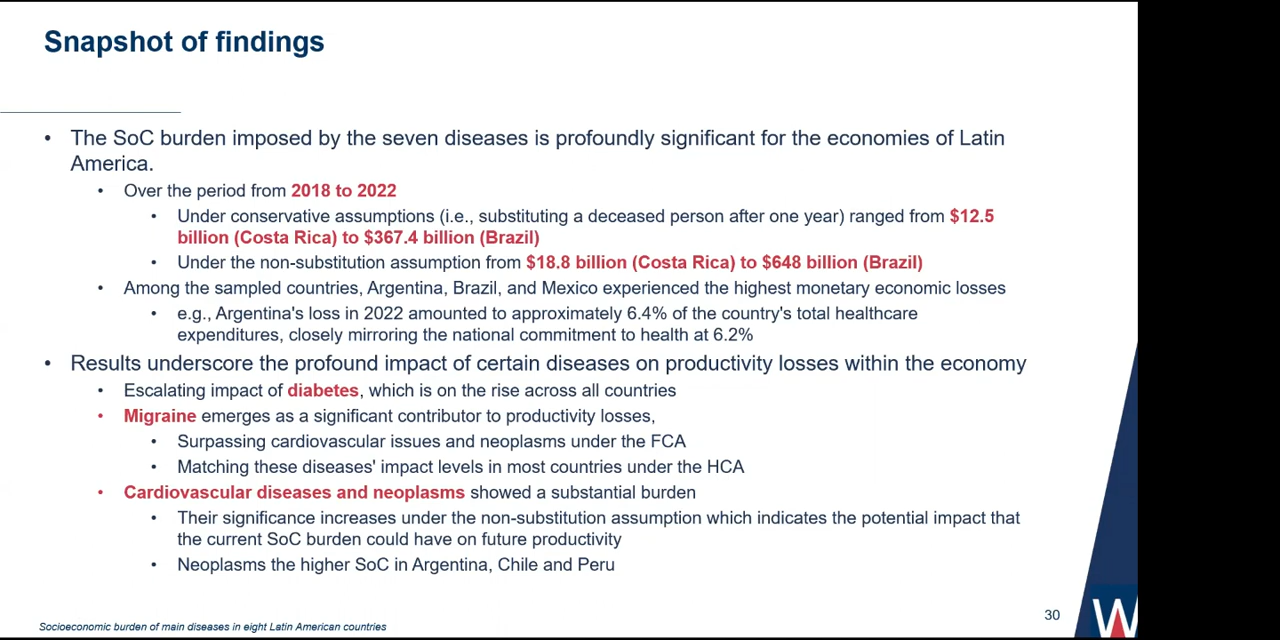 Snapshot of findings
• The SoC burden imposed by the seven diseases is profoundly significant for the economies of Latin
America.
• Over the period from 2018 to 2022
• Under conservative assumptions (i.e., substituting a deceased person after one year) ranged from $12.5
billion (Costa Rica) to $367.4 billion (Brazil)
• Under the non-substitution assumption from $18.8 billion (Costa Rica) to $648 billion (Brazil)
• Among the sampled countries, Argentina, Brazil, and Mexico experienced the highest monetary economic losses
• e.g., Argentina's loss in 2022 amounted to approximately 6.4% of the country's total healthcare
expenditures, closely mirroring the national commitment to health at 6.2%
• Results underscore the profound impact of certain diseases on productivity losses within the economy
• Escalating impact of diabetes, which is on the rise across all countries
• Migraine emerges as a significant contributor to productivity losses,
• Surpassing cardiovascular issues and neoplasms under the FCA
• Matching these diseases' impact levels in most countries under the HCA
• Cardiovascular diseases and neoplasms showed a substantial burden
• Their significance increases under the non-substitution assumption which indicates the potential impact that
the current SoC burden could have on future productivity
• Neoplasms the higher SoC in Argentina, Chile and Peru
30
Socioeconomic burden of main diseases in eight Latin American countries
W